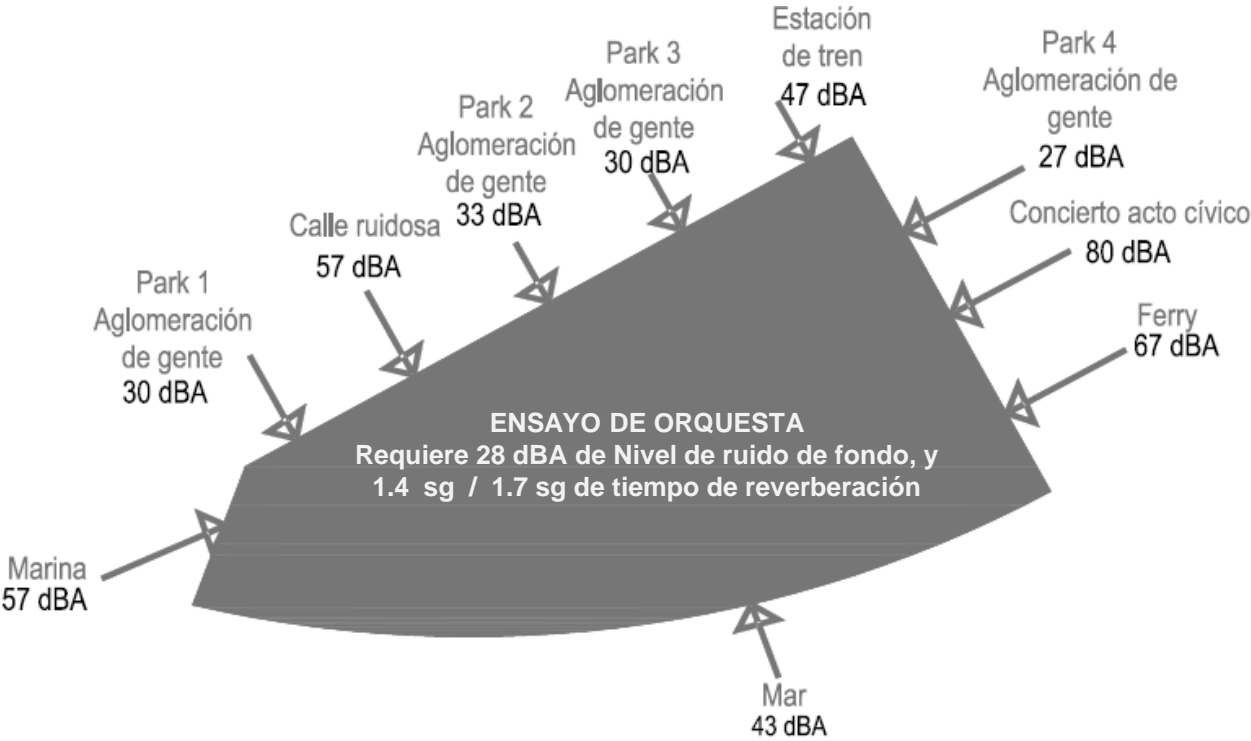 Estación
de tren
47 dBA
Park 3
Aglomeración
de gente
30 dBA
Park 4
Aglomeración de
gente
27 dBA
Park 2
Aglomeración
de gente
33 dBA
Calle ruidosa
57 dBA
Concierto acto cívico
80 dBA
Park 1
Aglomeración
de gente
30 dBA
Ferry
67 dBA
ENSAYO DE ORQUESTA
Requiere 28 dBA de Nivel de ruido de fondo, y
1.4 sg / 1.7 sg de tiempo de reverberación
Marina
57 dBA
Mar
43 dBA